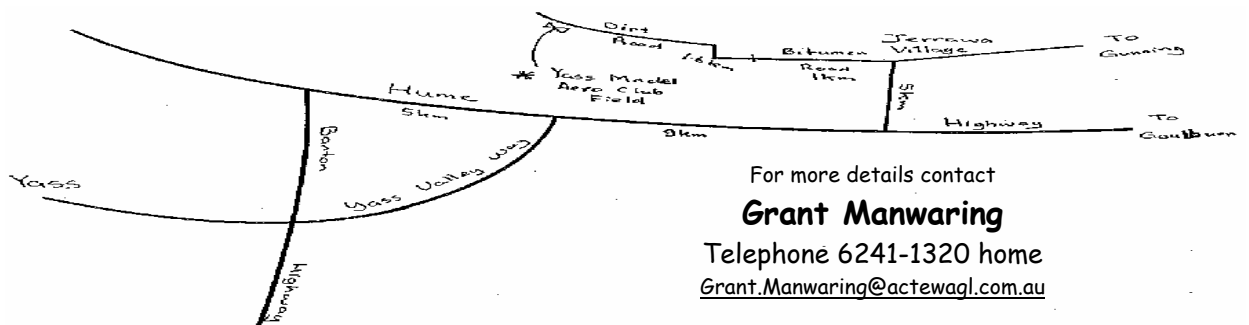 Dirt
Road
1.6km
Bitumen
Road
1km
Jerrawa
Village
To
Gunning
Yass Model
Aero Club
Field
5km
Hume
5km
9km
Highway
To
Goulburn
Barton
Highway
Yass
Yass Valley Way
For more details contact
Grant Manwaring
Telephone 6241-1320 home
Grant.Manwaring@actewagl.com.au